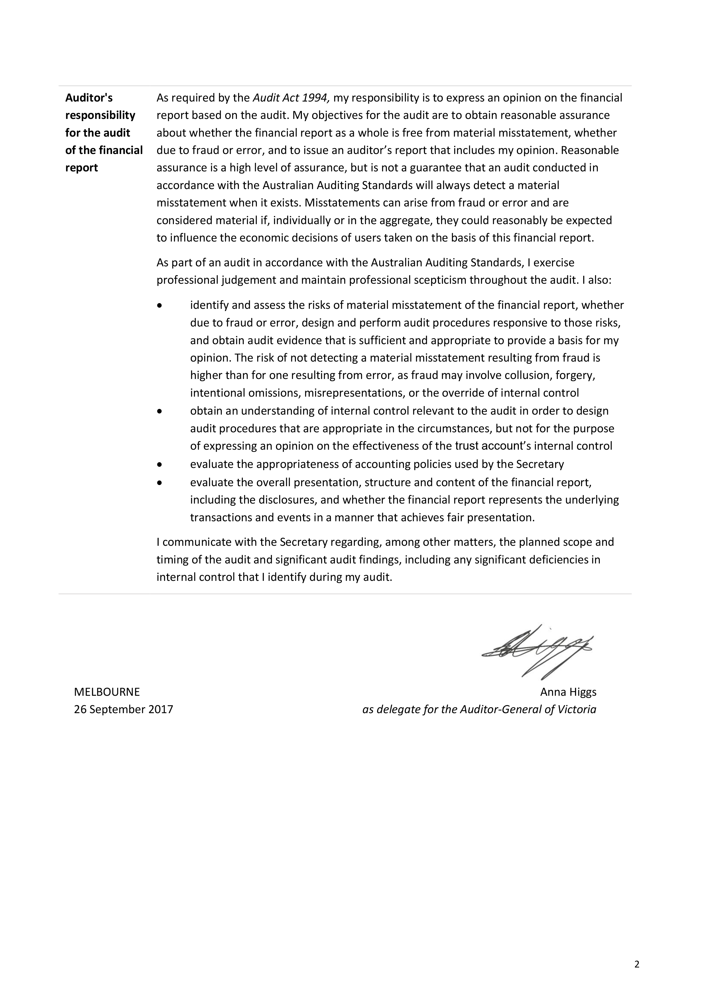 Auditor's
responsibility
for the audit
of the financial
report
As required by the Audit Act 1994, my responsibility is to express an opinion on the financial
report based on the audit. My objectives for the audit are to obtain reasonable assurance
about whether the financial report as a whole is free from material misstatement, whether
due to fraud or error, and to issue an auditor’s report that includes my opinion. Reasonable
assurance is a high level of assurance, but is not a guarantee that an audit conducted in
accordance with the Australian Auditing Standards will always detect a material
misstatement when it exists. Misstatements can arise from fraud or error and are
considered material if, individually or in the aggregate, they could reasonably be expected
to influence the economic decisions of users taken on the basis of this financial report.
As part of an audit in accordance with the Australian Auditing Standards, I exercise
professional judgement and maintain professional scepticism throughout the audit. I also:
• identify and assess the risks of material misstatement of the financial report, whether
due to fraud or error, design and perform audit procedures responsive to those risks,
and obtain audit evidence that is sufficient and appropriate to provide a basis for my
opinion. The risk of not detecting a material misstatement resulting from fraud is
higher than for one resulting from error, as fraud may involve collusion, forgery,
intentional omissions, misrepresentations, or the override of internal control
• obtain an understanding of internal control relevant to the audit in order to design
audit procedures that are appropriate in the circumstances, but not for the purpose
of expressing an opinion on the effectiveness of the trust account’s internal control
• evaluate the appropriateness of accounting policies used by the Secretary
• evaluate the overall presentation, structure and content of the financial report,
including the disclosures, and whether the financial report represents the underlying
transactions and events in a manner that achieves fair presentation.
I communicate with the Secretary regarding, among other matters, the planned scope and
timing of the audit and significant audit findings, including any significant deficiencies in
internal control that I identify during my audit.
MELBOURNE
26 September 2017
Anna Higgs
as delegate for the Auditor-General of Victoria
2